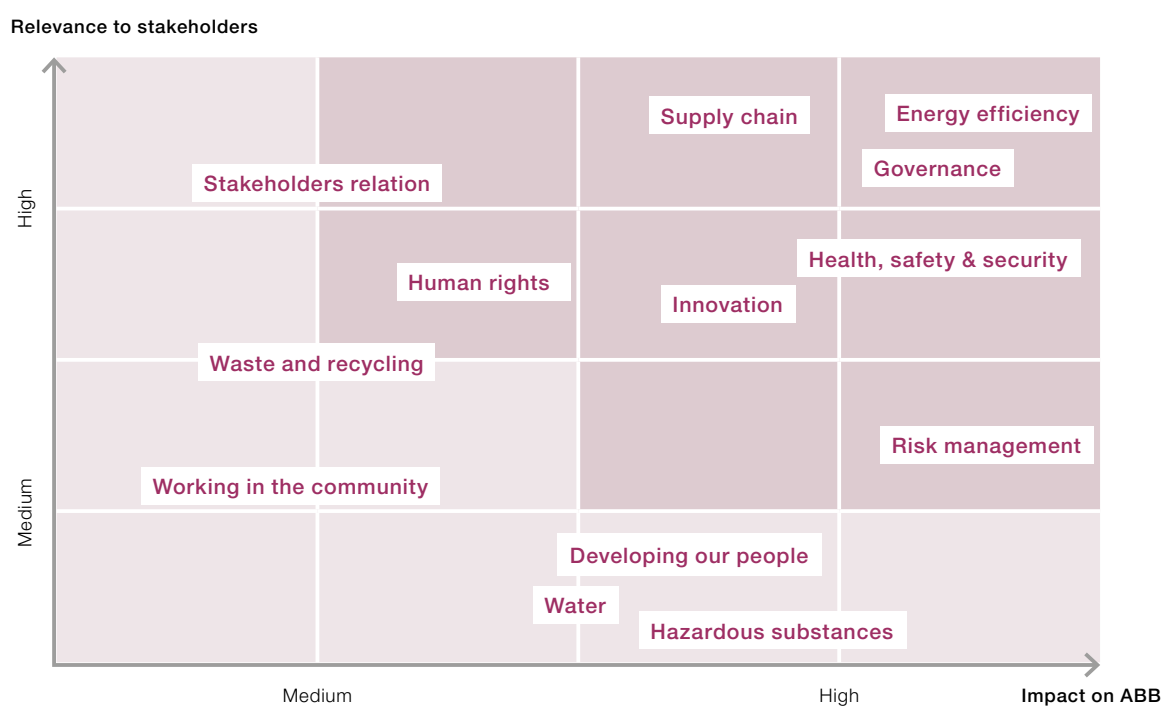 Relevance to stakeholders
Supply chain
Energy efficiency
Governance
Stakeholders relation
High
Health, safety & security
Human rights
Innovation
Waste and recycling
Risk management
Working in the community
Medium
Developing our people
Water
Hazardous substances
Medium
High
Impact on ABB